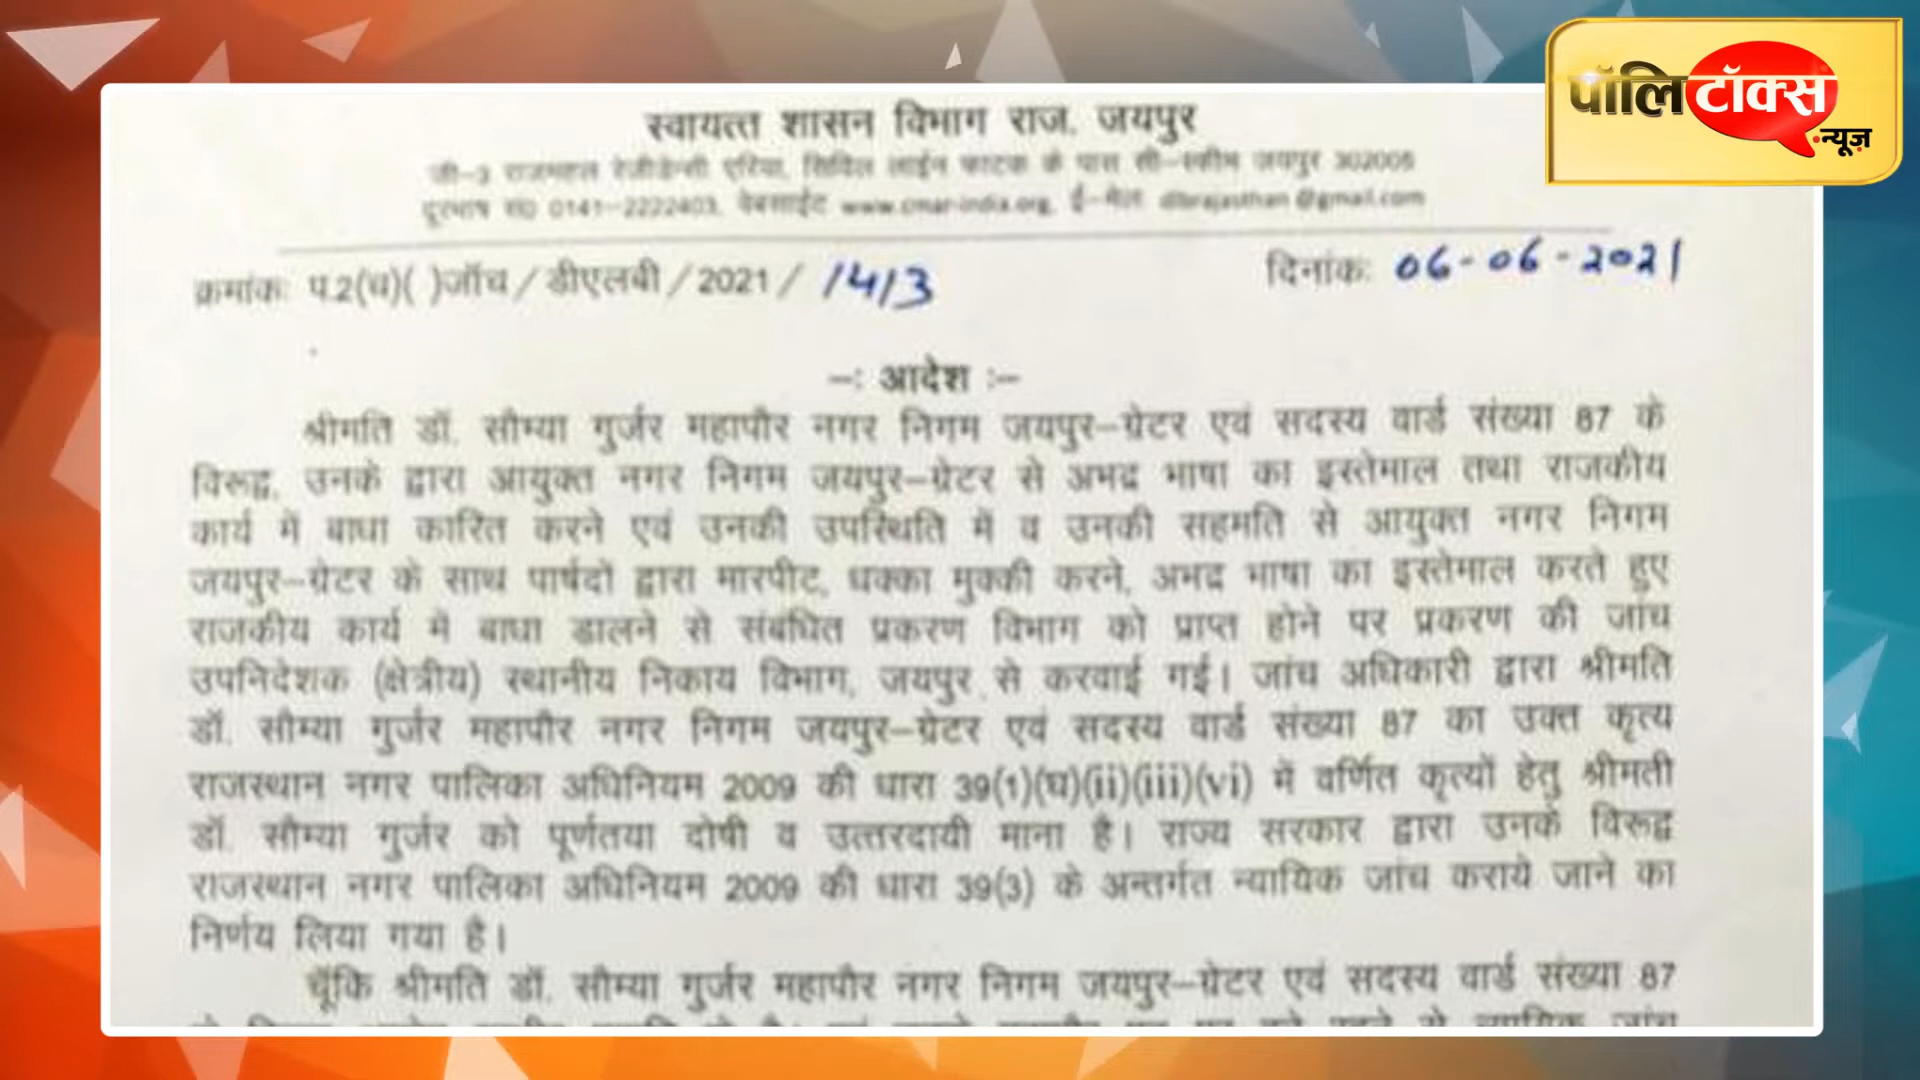 पॉलिटॉक्स
न्यूज़
स्वायत्त शासन विभाग राज. जयपुर
जी-3 राजमहल रेजीडेन्सी एरिया, सिविल लाईन फाटक के पास सी-स्कीम जयपुर 302005
दूरभाष सं0 0141-2222403, वेबसाईट www.cmar-india.org, ई-मेल dlbrajasthan@gmail.com
क्रमांकः प.2(घ)( )जॉच/डीएलबी/2021/ 1413 दिनांकः 06-06-2021
-: आदेश :-
श्रीमति डॉ. सौम्या गुर्जर महापौर नगर निगम जयपुर-ग्रेटर एवं सदस्य वार्ड संख्या 87 के
विरूद्व, उनके द्वारा आयुक्त नगर निगम जयपुर-ग्रेटर से अभद्र भाषा का इस्तेमाल तथा राजकीय
कार्य में बाधा कारित करने एवं उनकी उपस्थिति में व उनकी सहमति से आयुक्त नगर निगम
जयपुर-ग्रेटर के साथ पार्षदो द्वारा मारपीट, धक्का मुक्की करने, अभद्र भाषा का इस्तेमाल करते हुए
राजकीय कार्य में बाधा डालने से संबंधित प्रकरण विभाग को प्राप्त होने पर प्रकरण की जांच
उपनिदेशक (क्षेत्रीय) स्थानीय निकाय विभाग, जयपुर से करवाई गई। जांच अधिकारी द्वारा श्रीमति
डॉ. सौम्या गुर्जर महापौर नगर निगम जयपुर-ग्रेटर एवं सदस्य वार्ड संख्या 87 का उक्त कृत्य
राजस्थान नगर पालिका अधिनियम 2009 की धारा 39(1)(घ)(ii)(iii)(vi) में वर्णित कृत्यों हेतु श्रीमती
डॉ. सौम्या गुर्जर को पूर्णतया दोषी व उत्तरदायी माना है। राज्य सरकार द्वारा उनके विरूद्व
राजस्थान नगर पालिका अधिनियम 2009 की धारा 39(3) के अन्तर्गत न्यायिक जांच कराये जाने का
निर्णय लिया गया है।
चूँकि श्रीमति डॉ. सौम्या गुर्जर महापौर नगर निगम जयपुर-ग्रेटर एवं सदस्य वार्ड संख्या 87